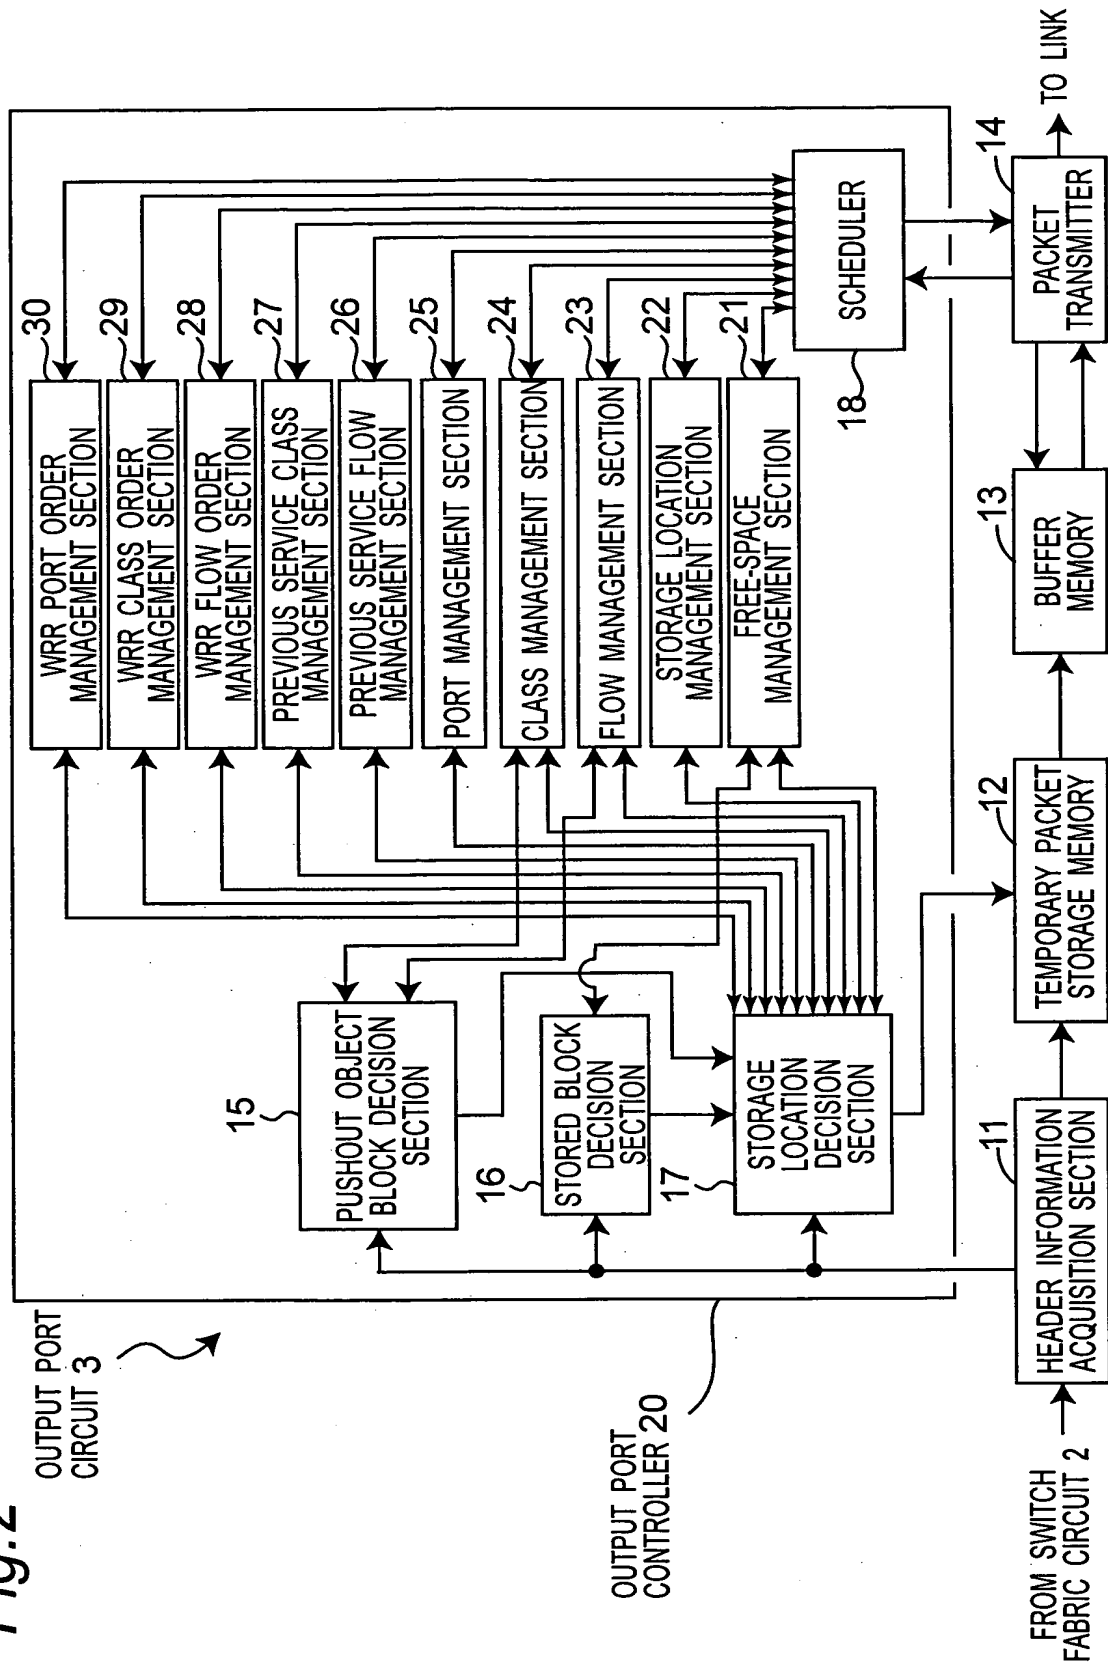 Fig.2
OUTPUT PORT
CIRCUIT 3
OUTPUT PORT
CONTROLLER 20
30
WRR PORT ORDER
MANAGEMENT SECTION
29
WRR CLASS ORDER
MANAGEMENT SECTION
28
WRR FLOW ORDER
MANAGEMENT SECTION
27
PREVIOUS SERVICE CLASS
MANAGEMENT SECTION
26
PREVIOUS SERVICE FLOW
MANAGEMENT SECTION
25
PORT MANAGEMENT SECTION
24
CLASS MANAGEMENT SECTION
23
FLOW MANAGEMENT SECTION
22
STORAGE LOCATION
MANAGEMENT SECTION
21
FREE-SPACE
MANAGEMENT SECTION
15
PUSHOUT OBJECT
BLOCK DECISION
SECTION
16
STORED BLOCK
DECISION
SECTION
17
STORAGE
LOCATION
DECISION
SECTION
18
SCHEDULER
FROM SWITCH
FABRIC CIRCUIT 2
11
HEADER INFORMATION
ACQUISITION SECTION
12
TEMPORARY PACKET
STORAGE MEMORY
13
BUFFER
MEMORY
14
PACKET
TRANSMITTER
TO LINK